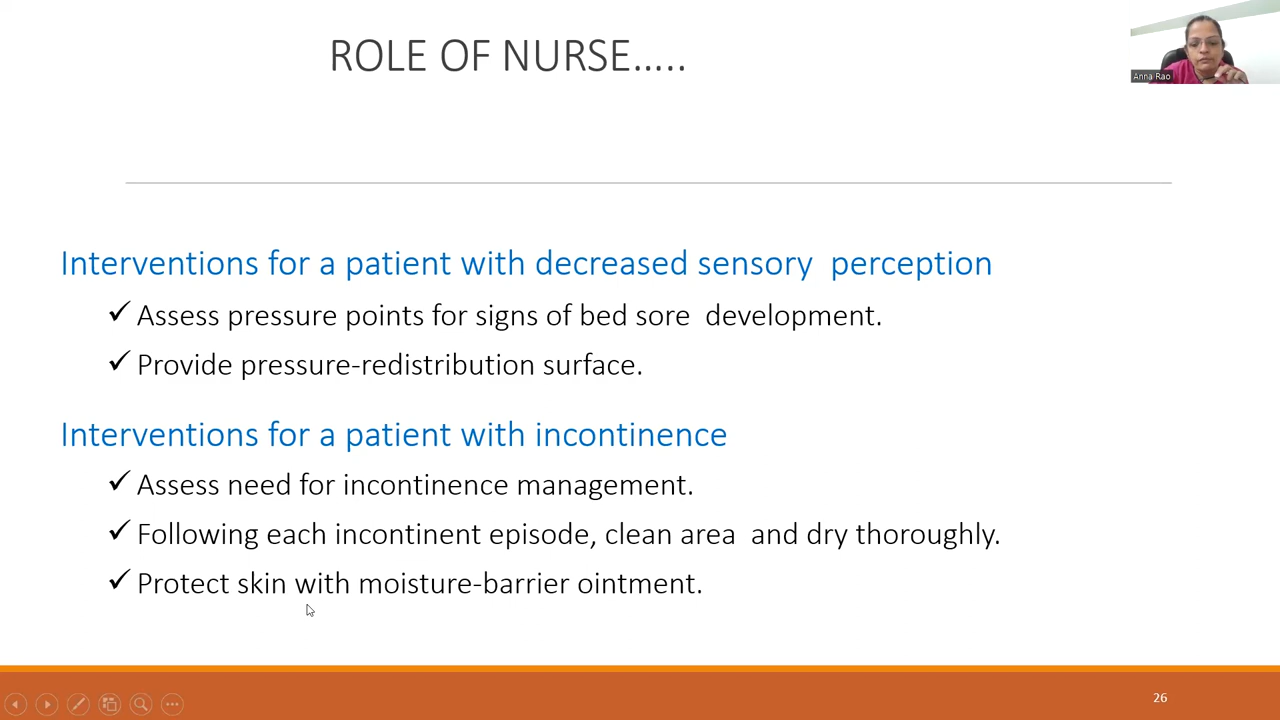 ROLE OF NURSE…..
Anna Rao
Interventions for a patient with decreased sensory perception
✓ Assess pressure points for signs of bed sore development.
✓ Provide pressure-redistribution surface.
Interventions for a patient with incontinence
✓ Assess need for incontinence management.
✓ Following each incontinent episode, clean area and dry thoroughly.
✓ Protect skin with moisture-barrier ointment.
26